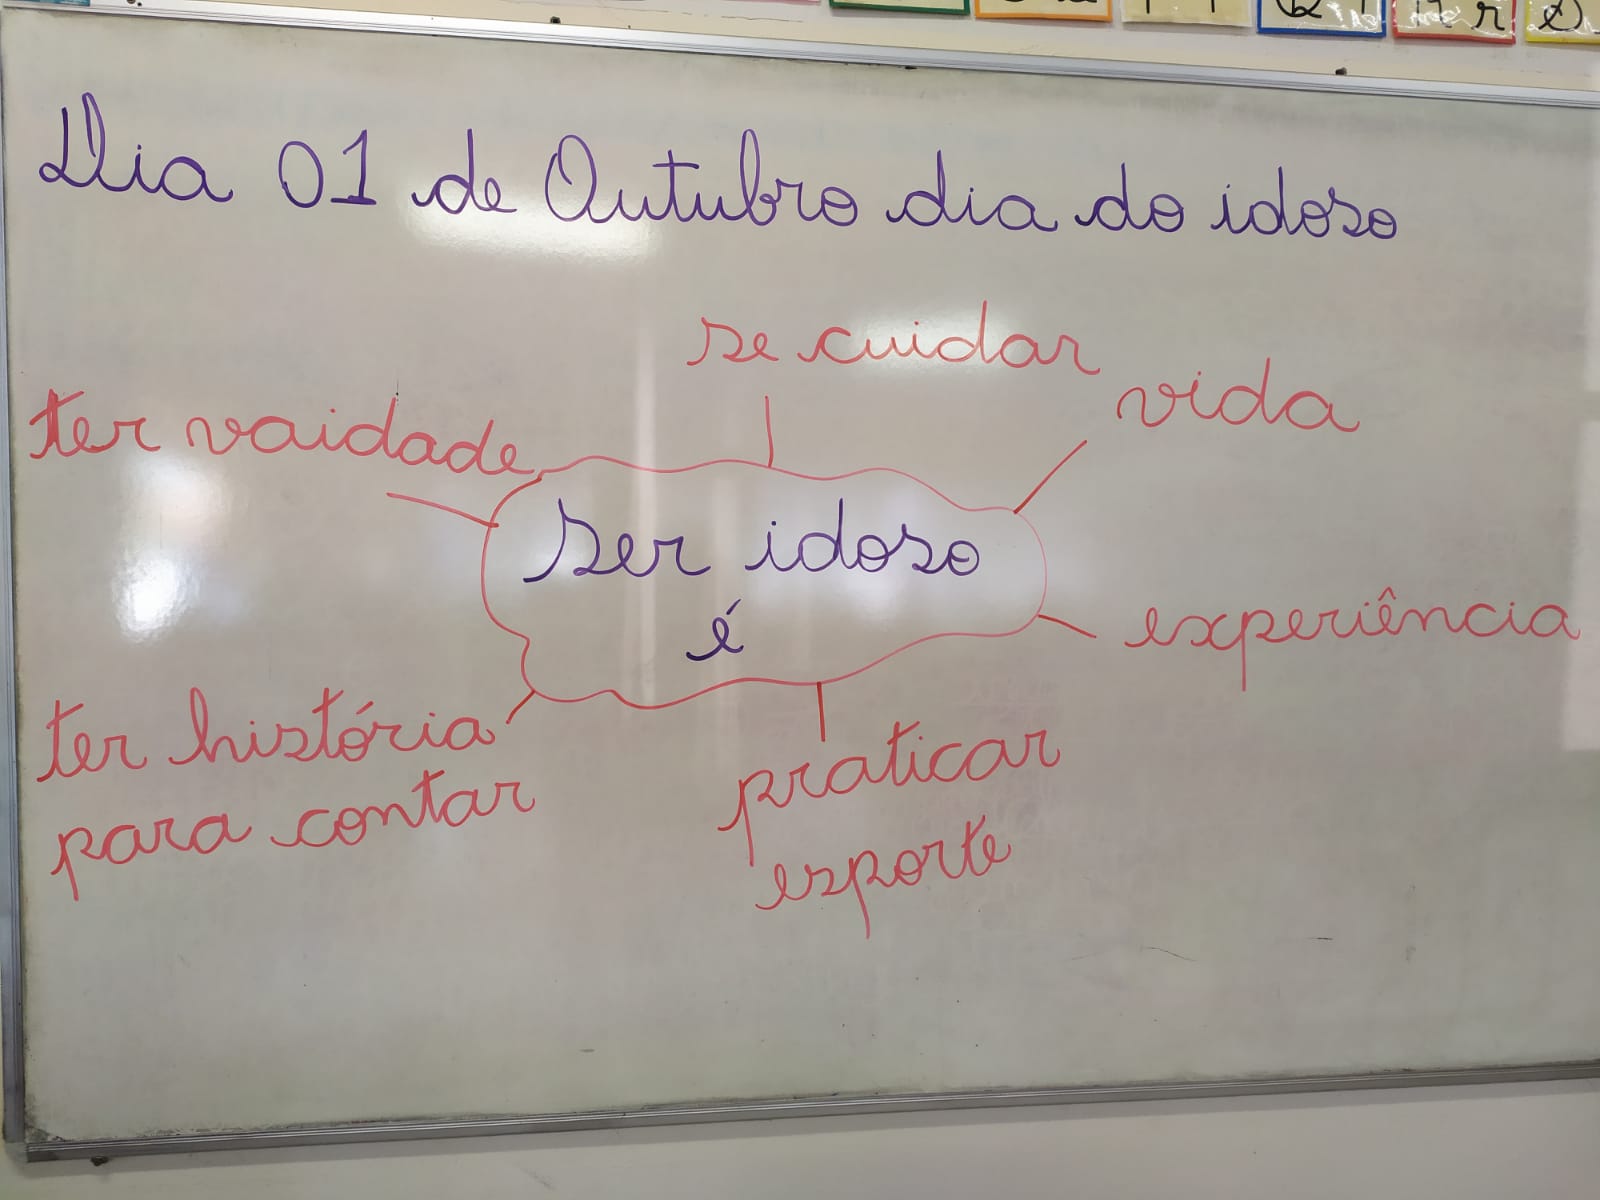 Dia 01 de Outubro dia do idoso
se cuidar
vida
ter vaidade
ser idoso
é
experiência
ter história
para contar
praticar
esporte